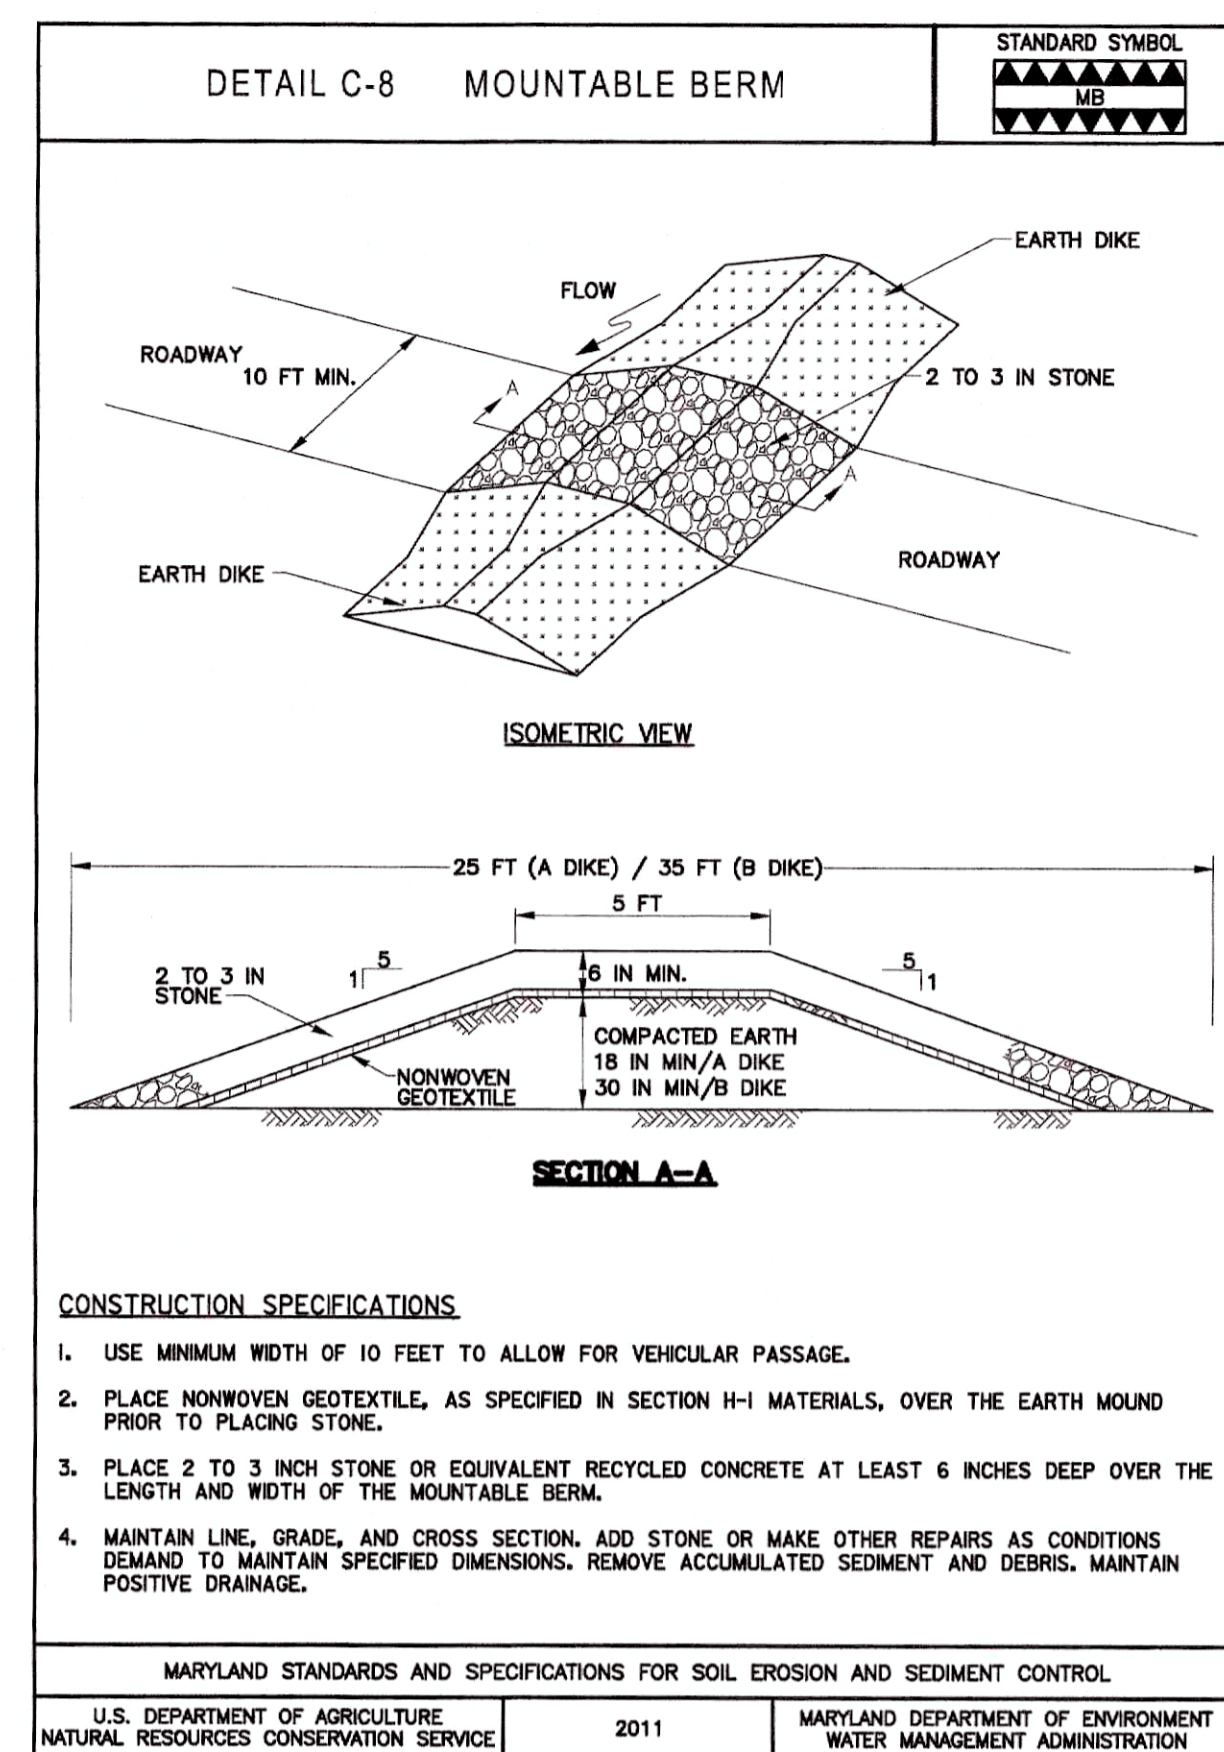 DETAIL C-8 MOUNTABLE BERM
STANDARD SYMBOL
MB
EARTH DIKE
FLOW
ROADWAY
10 FT MIN.
A
2 TO 3 IN STONE
A
ROADWAY
EARTH DIKE
ISOMETRIC VIEW
25 FT (A DIKE) / 35 FT (B DIKE)
5 FT
5
1
5
1
2 TO 3 IN
STONE
6 IN MIN.
COMPACTED EARTH
18 IN MIN/A DIKE
30 IN MIN/B DIKE
NONWOVEN
GEOTEXTILE
SECTION A-A
CONSTRUCTION SPECIFICATIONS
1. USE MINIMUM WIDTH OF 10 FEET TO ALLOW FOR VEHICULAR PASSAGE.
2. PLACE NONWOVEN GEOTEXTILE, AS SPECIFIED IN SECTION H-1 MATERIALS, OVER THE EARTH MOUND
PRIOR TO PLACING STONE.
3. PLACE 2 TO 3 INCH STONE OR EQUIVALENT RECYCLED CONCRETE AT LEAST 6 INCHES DEEP OVER THE
LENGTH AND WIDTH OF THE MOUNTABLE BERM.
4. MAINTAIN LINE, GRADE, AND CROSS SECTION. ADD STONE OR MAKE OTHER REPAIRS AS CONDITIONS
DEMAND TO MAINTAIN SPECIFIED DIMENSIONS. REMOVE ACCUMULATED SEDIMENT AND DEBRIS. MAINTAIN
POSITIVE DRAINAGE.
MARYLAND STANDARDS AND SPECIFICATIONS FOR SOIL EROSION AND SEDIMENT CONTROL
U.S. DEPARTMENT OF AGRICULTURE
NATURAL RESOURCES CONSERVATION SERVICE
2011
MARYLAND DEPARTMENT OF ENVIRONMENT
WATER MANAGEMENT ADMINISTRATION